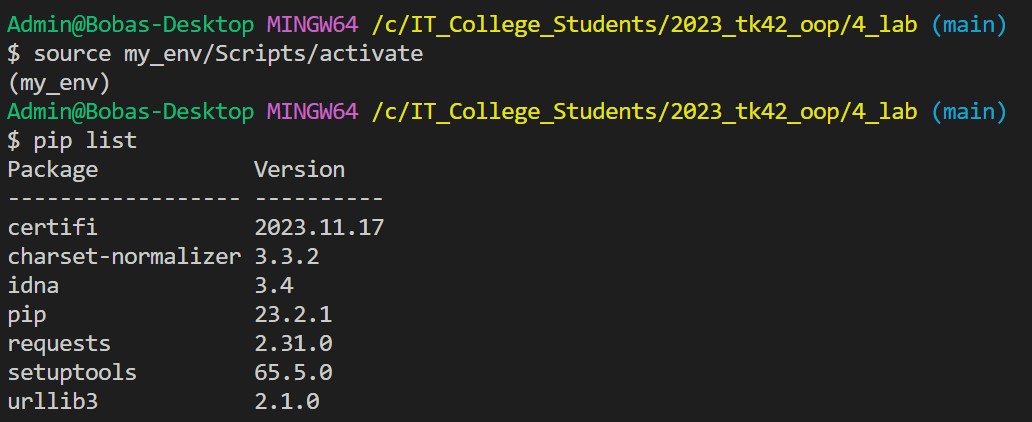 Admin@Bobas-Desktop MINGW64 /c/IT_College_Students/2023_tk42_oop/4_lab (main)
$ source my_env/Scripts/activate
(my_env)
Admin@Bobas-Desktop MINGW64 /c/IT_College_Students/2023_tk42_oop/4_lab (main)
$ pip list
Package            Version
------------------ ----------
certifi            2023.11.17
charset-normalizer 3.3.2
idna               3.4
pip                23.2.1
requests           2.31.0
setuptools         65.5.0
urllib3            2.1.0